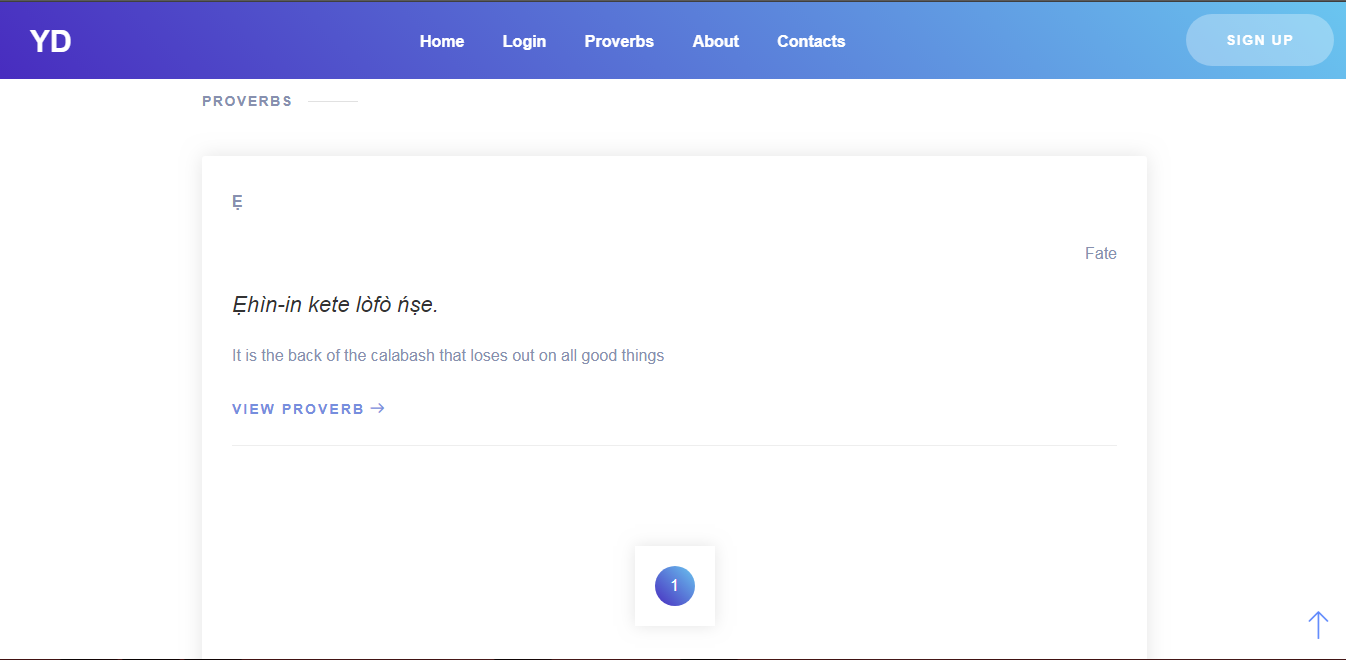 YD
Home Login Proverbs About Contacts
SIGN UP
PROVERBS
Ẹ
Fate
Ẹhìn-in kete lòfò ńṣe.
It is the back of the calabash that loses out on all good things
VIEW PROVERB →
1